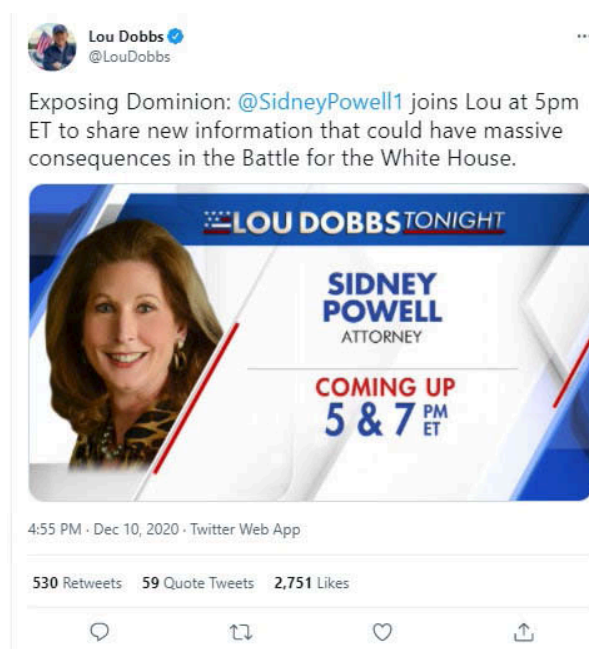 Lou Dobbs
@LouDobbs
Exposing Dominion: @SidneyPowell1 joins Lou at 5pm
ET to share new information that could have massive
consequences in the Battle for the White House.
LOU DOBBS TONIGHT
SIDNEY
POWELL
ATTORNEY
COMING UP
5 & 7 PM ET
4:55 PM · Dec 10, 2020 · Twitter Web App
530 Retweets 59 Quote Tweets 2,751 Likes